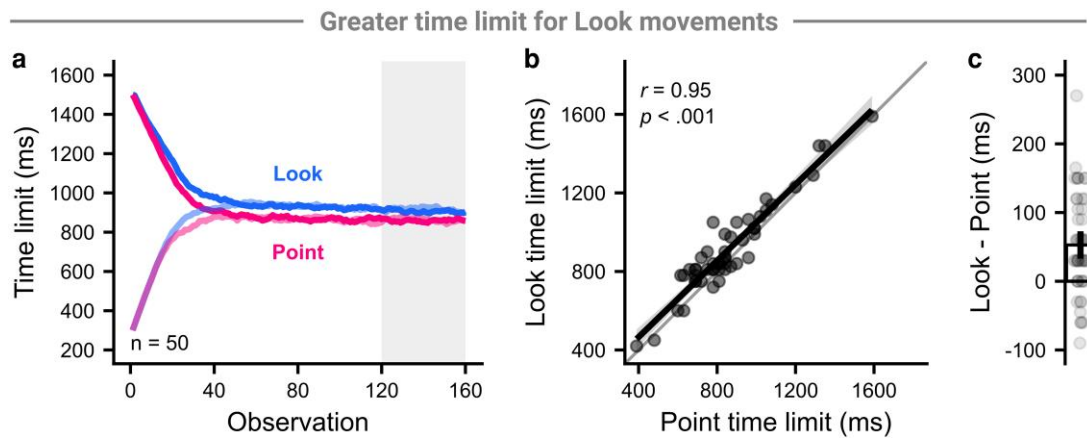 Greater time limit for Look movements
a
Time limit (ms)
1600
1400
1200
1000
800
600
400
200
Look
Point
n = 50
0
40
80
120
160
Observation
b
Look time limit (ms)
1600
1200
800
400
r = 0.95
p < .001
400
800
1200
1600
Point time limit (ms)
c
Look - Point (ms)
300
200
100
0
-100